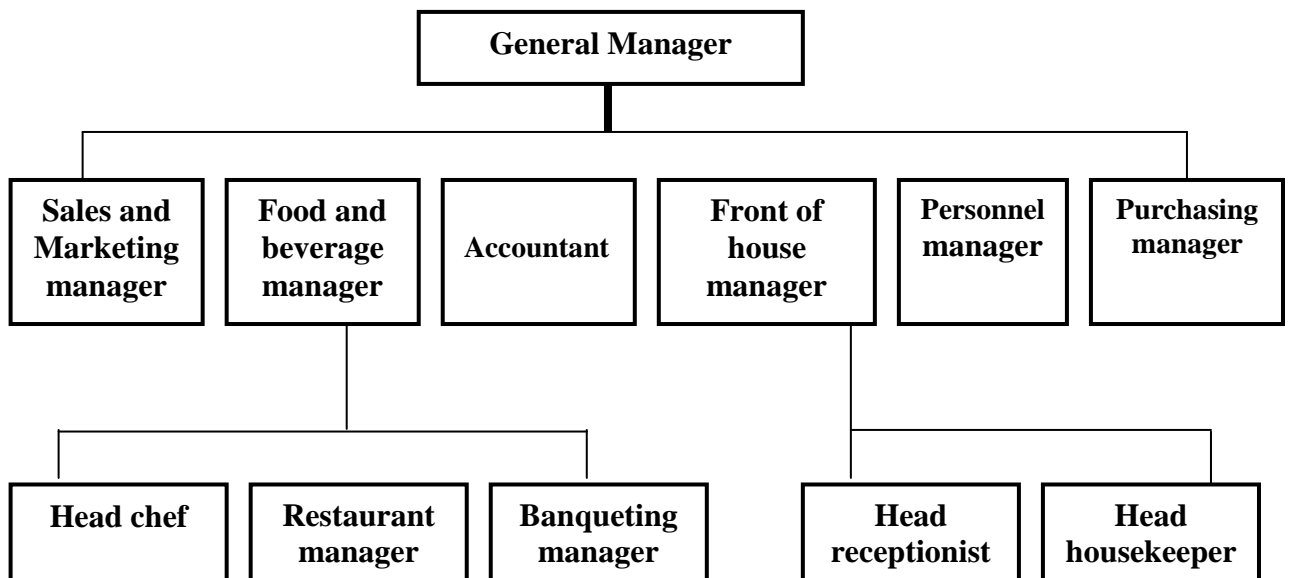 General Manager
Sales and
Marketing
manager
Food and
beverage
manager
Accountant
Front of
house
manager
Personnel
manager
Purchasing
manager
Head chef
Restaurant
manager
Banqueting
manager
Head
receptionist
Head
housekeeper